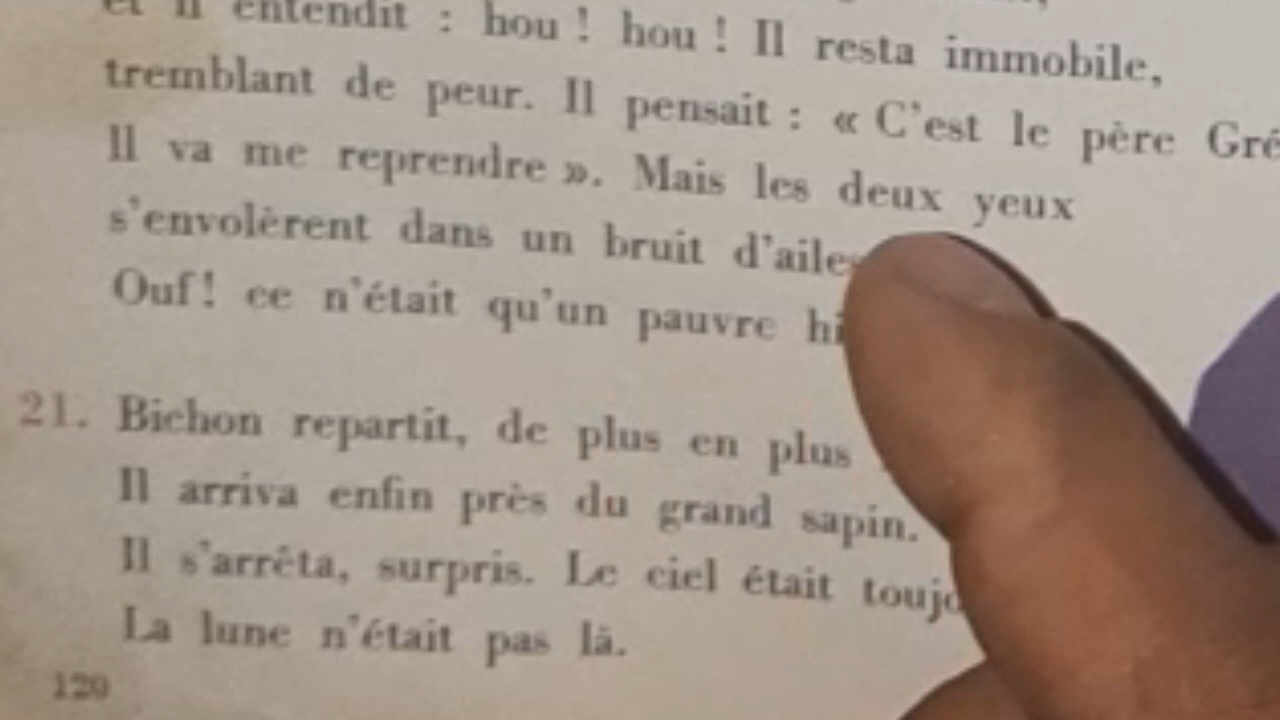 et il entendit : hou ! hou ! Il resta immobile,
tremblant de peur. Il pensait : « C'est le père
Il va me reprendre ». Mais les deux yeux
s'envolèrent dans un bruit d'ailes
Ouf! ce n'était qu'un pauvre
21. Bichon repartit, de plus en plus
Il arriva enfin près du grand sapin.
Il s'arrêta, surpris. Le ciel était
La lune n'était pas là.
120